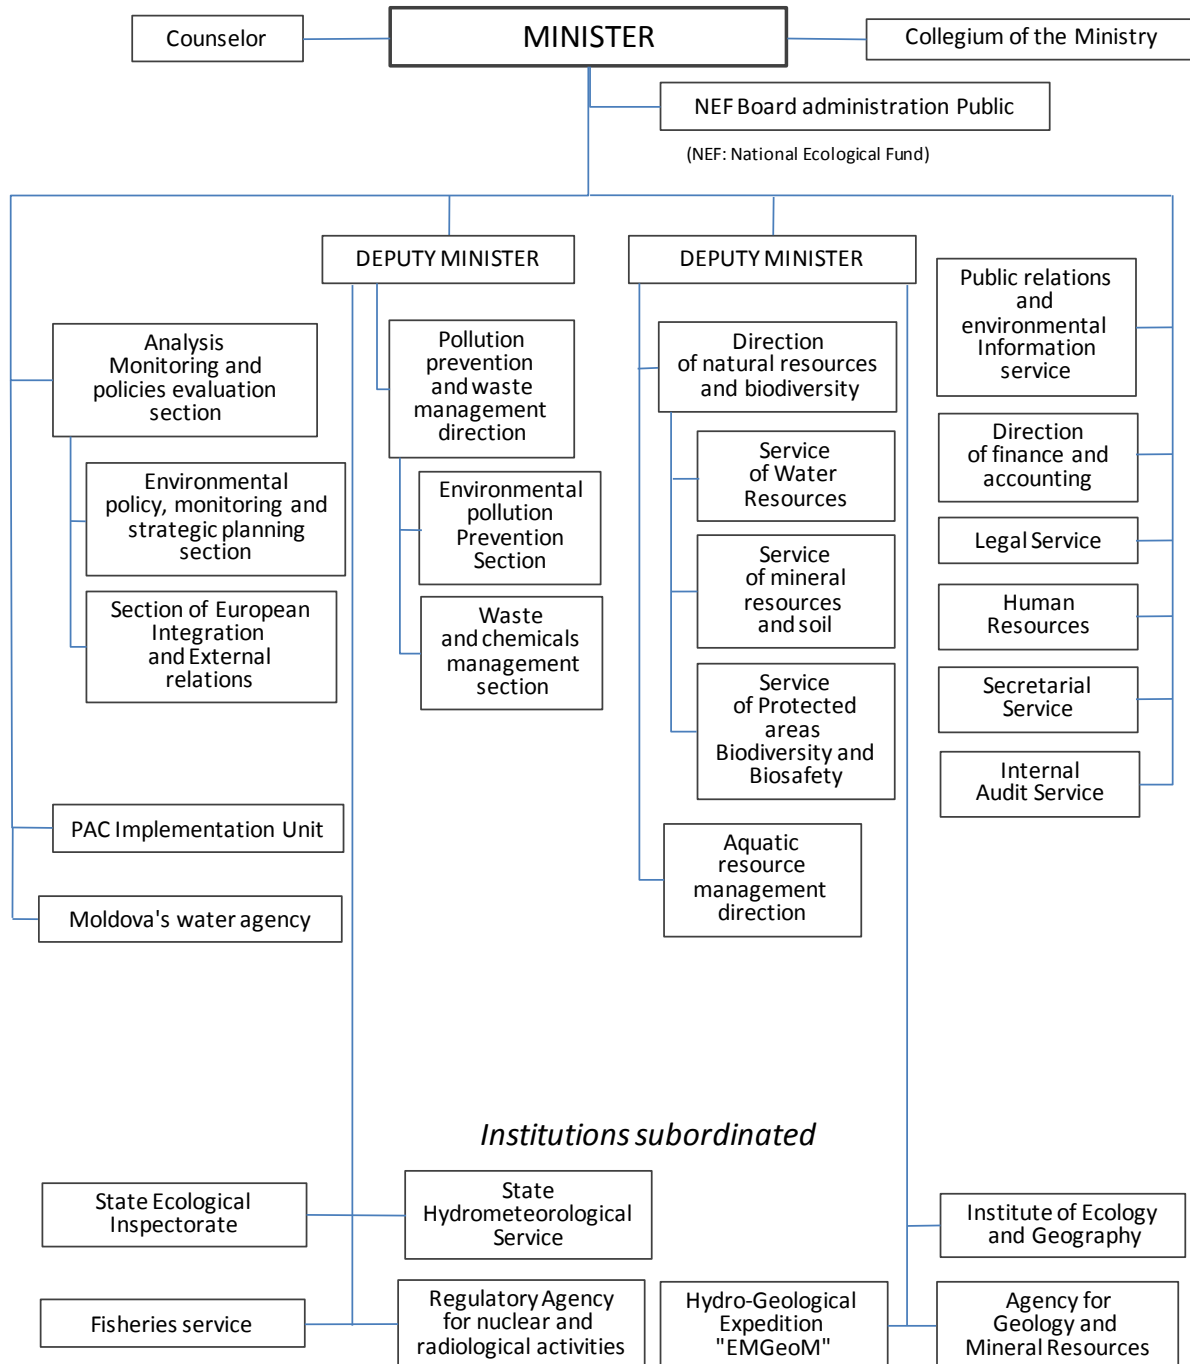 Counselor
MINISTER
Collegium of the Ministry
NEF Board administration Public
(NEF: National Ecological Fund)
DEPUTY MINISTER
DEPUTY MINISTER
Analysis
Monitoring and
policies evaluation
section
Environmental
policy, monitoring and
strategic planning
section
Section of European
Integration
and External
relations
PAC Implementation Unit
Moldova's water agency
Pollution
prevention
and waste
management
direction
Environmental
pollution
Prevention
Section
Waste
and chemicals
management
section
Direction
of natural resources
and biodiversity
Service
of Water
Resources
Service
of mineral
resources
and soil
Service
of Protected
areas
Biodiversity and
Biosafety
Aquatic
resource
management
direction
Public relations
and
environmental
Information
service
Direction
of finance and
accounting
Legal Service
Human
Resources
Secretarial
Service
Internal
Audit Service
Institutions subordinated
State Ecological
Inspectorate
State
Hydrometeorological
Service
Institute of Ecology
and Geography
Fisheries service
Regulatory Agency
for nuclear and
radiological activities
Hydro-Geological
Expedition
"EMGeoM"
Agency for
Geology and
Mineral Resources